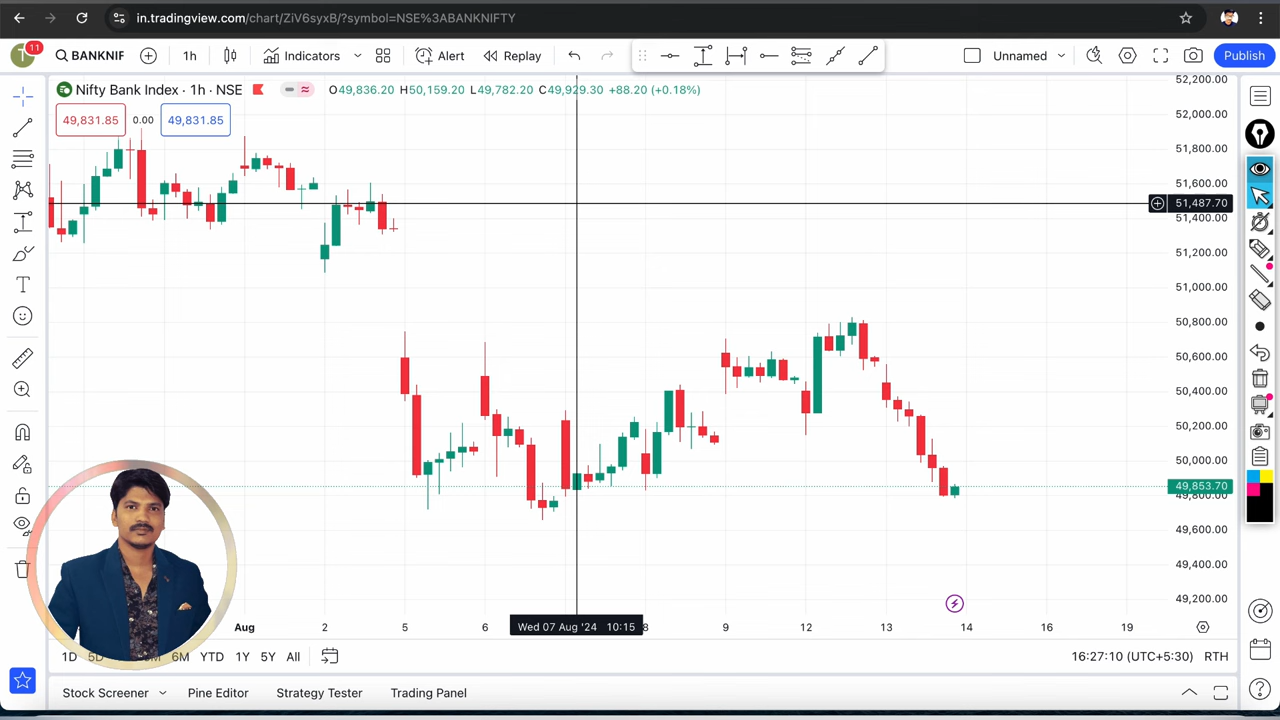 in.tradingview.com/chart/ZiV6syxB/?symbol=NSE%3ABANKNIFTY
T 11 BANKNIF 1h Indicators Alert Replay Unnamed Publish
Nifty Bank Index · 1h · NSE O49,836.20 H50,159.20 L49,782.20 C49,929.30 +88.20 (+0.18%)
49,831.85 0.00 49,831.85
52,200.00
52,000.00
51,800.00
51,600.00
51,487.70
51,400.00
51,200.00
51,000.00
50,800.00
50,600.00
50,400.00
50,200.00
50,000.00
49,853.70
49,800.00
49,600.00
49,400.00
49,200.00
Aug 2 5 6 Wed 07 Aug '24 10:15 8 9 12 13 14 16 19
1D 5D 6M YTD 1Y 5Y All 16:27:10 (UTC+5:30) RTH
Stock Screener Pine Editor Strategy Tester Trading Panel